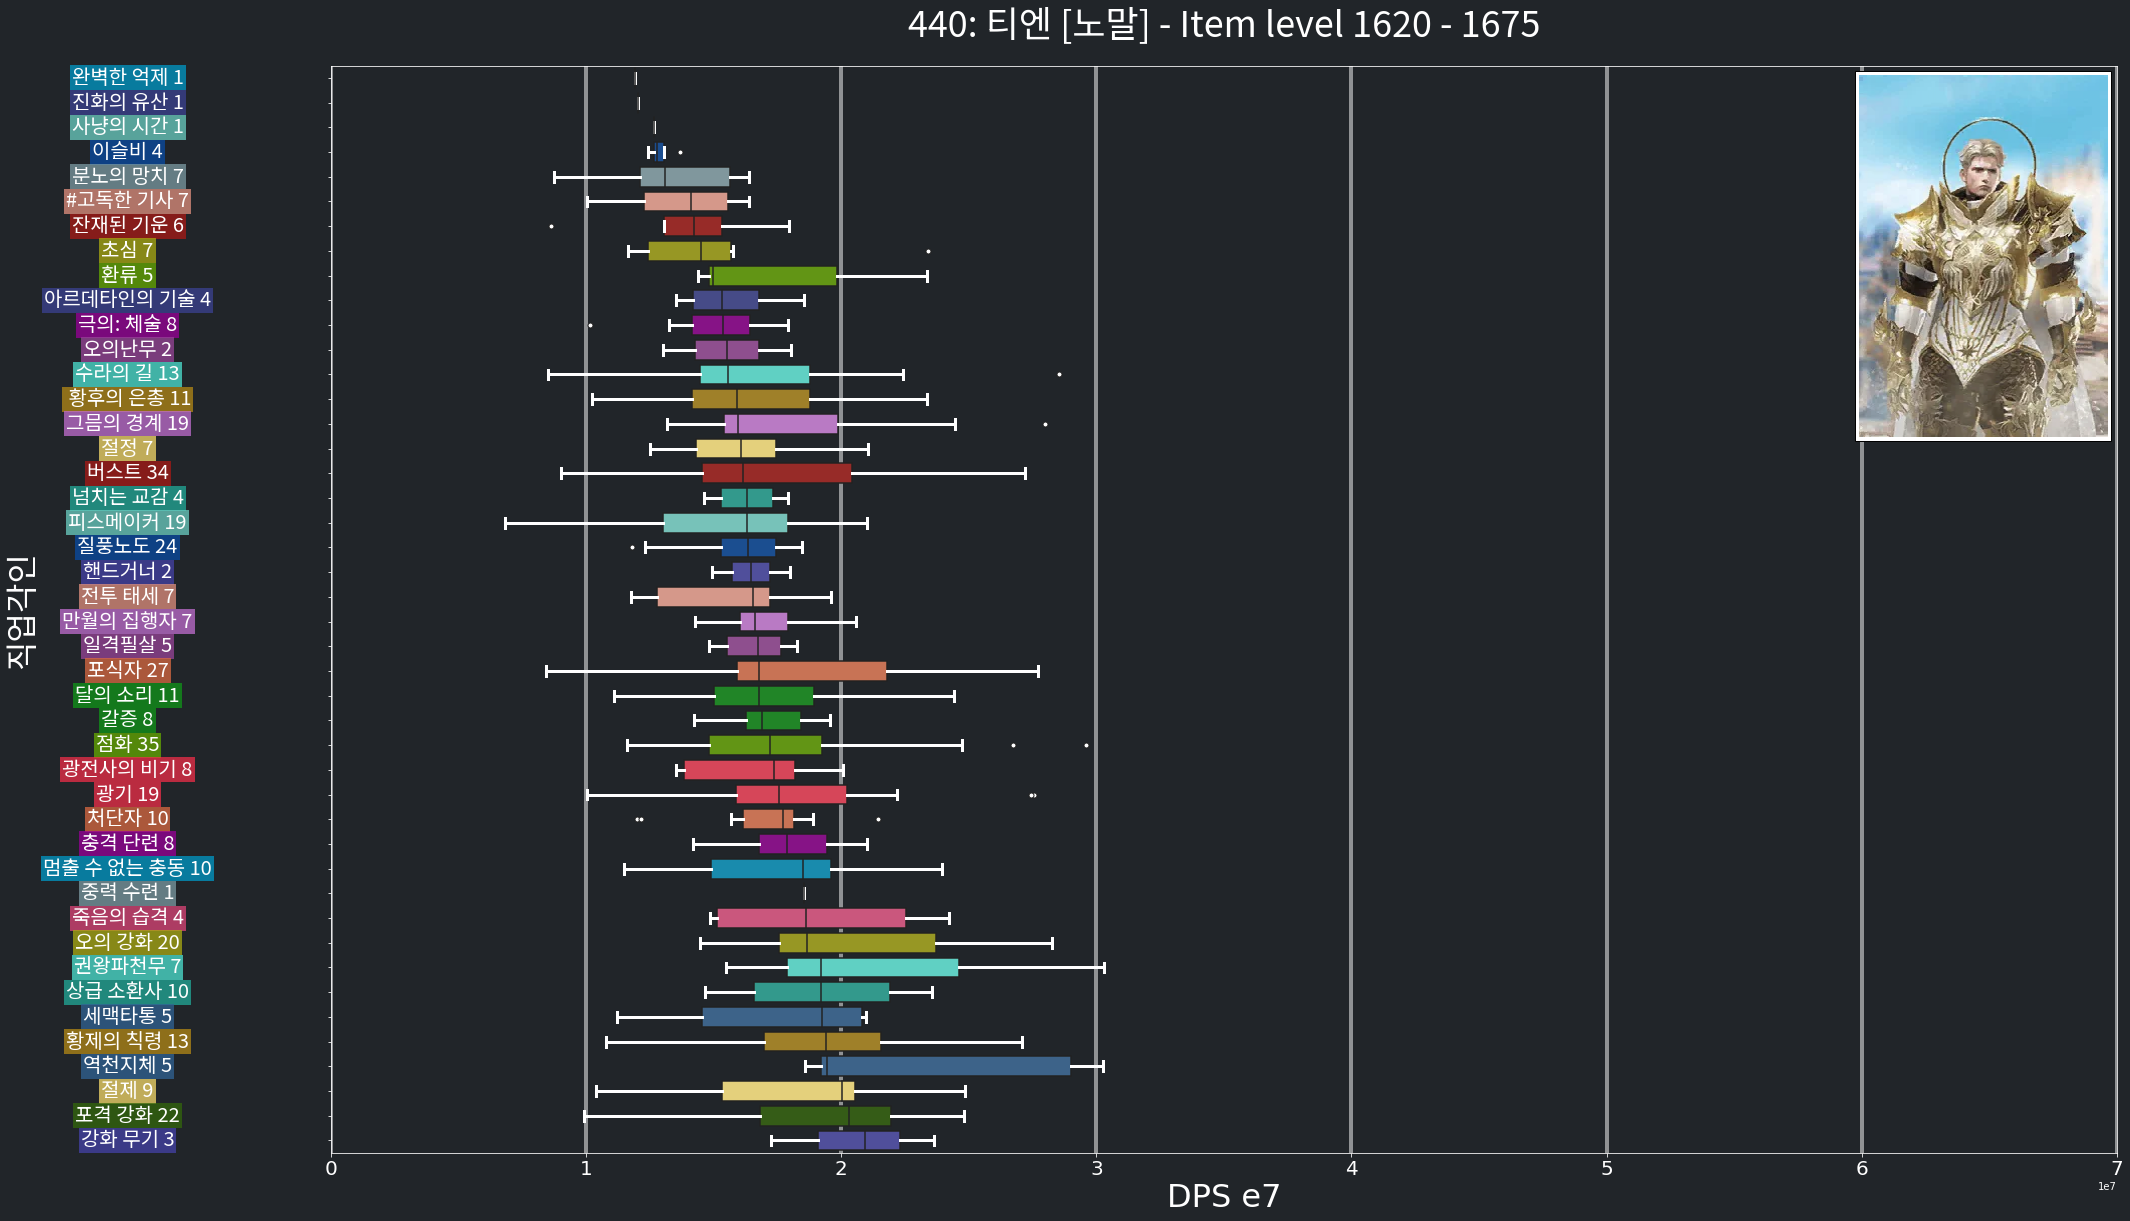 440: 티엔 [노말] - Item level 1620 - 1675
완벽한 억제 1
진화의 유산 1
사냥의 시간 1
이슬비 4
분노의 망치 7
#고독한 기사 7
잔재된 기운 6
초심 7
환류 5
아르데타인의 기술 4
극의: 체술 8
오의난무 2
수라의 길 13
황후의 은총 11
그믐의 경계 19
절정 7
버스트 34
넘치는 교감 4
피스메이커 19
질풍노도 24
핸드거너 2
전투 태세 7
만월의 집행자 7
일격필살 5
포식자 27
달의 소리 11
갈증 8
점화 35
광전사의 비기 8
광기 19
처단자 10
충격 단련 8
멈출 수 없는 충동 10
중력 수련 1
죽음의 습격 4
오의 강화 20
권왕파천무 7
상급 소환사 10
세맥타통 5
황제의 칙령 13
역천지체 5
절제 9
포격 강화 22
강화 무기 3
직업각인
0 1 2 3 4 5 6 7
1e7
DPS e7